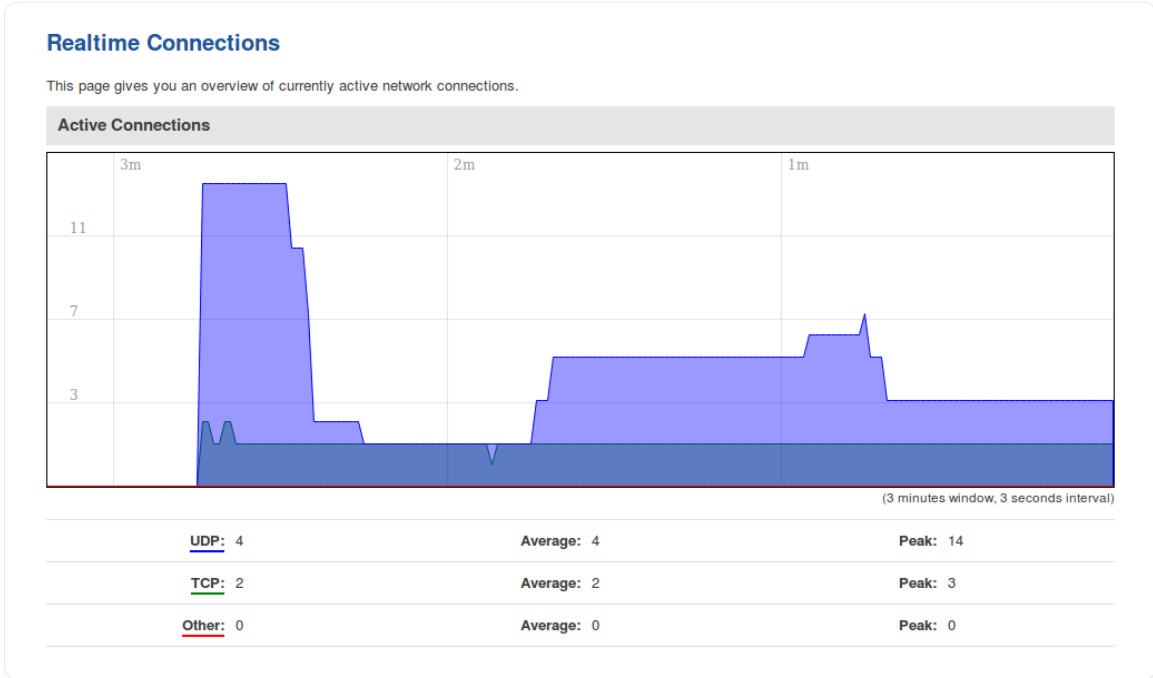 Realtime Connections
This page gives you an overview of currently active network connections.
Active Connections
3m 2m 1m
11
7
3
(3 minutes window, 3 seconds interval)
UDP: 4 Average: 4 Peak: 14
TCP: 2 Average: 2 Peak: 3
Other: 0 Average: 0 Peak: 0